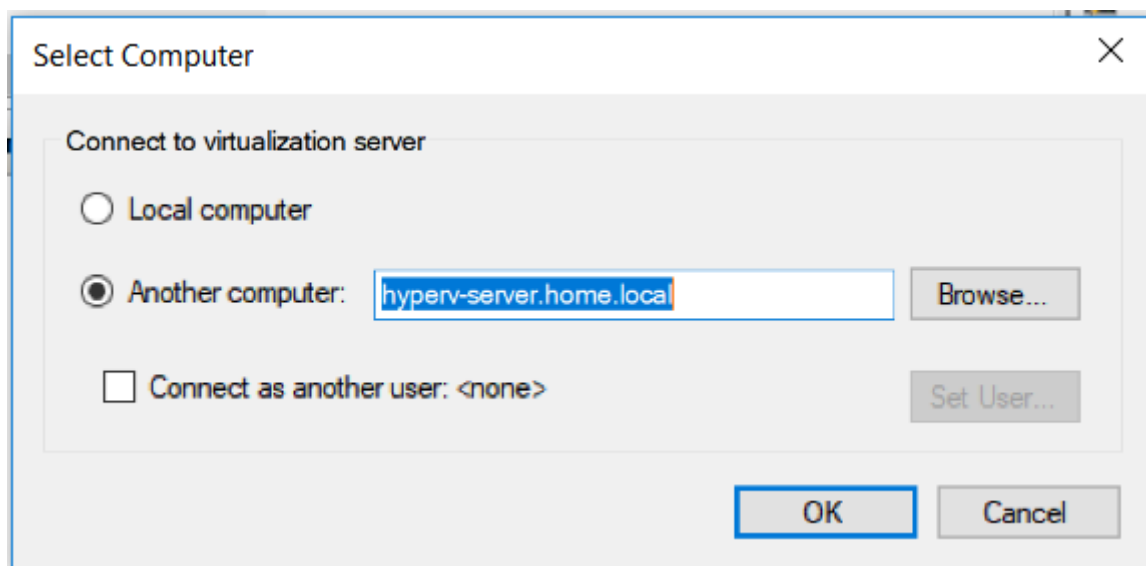 Select Computer
Connect to virtualization server
Local computer
Another computer: hyperv-server.home.local Browse...
Connect as another user: <none> Set User...
OK Cancel